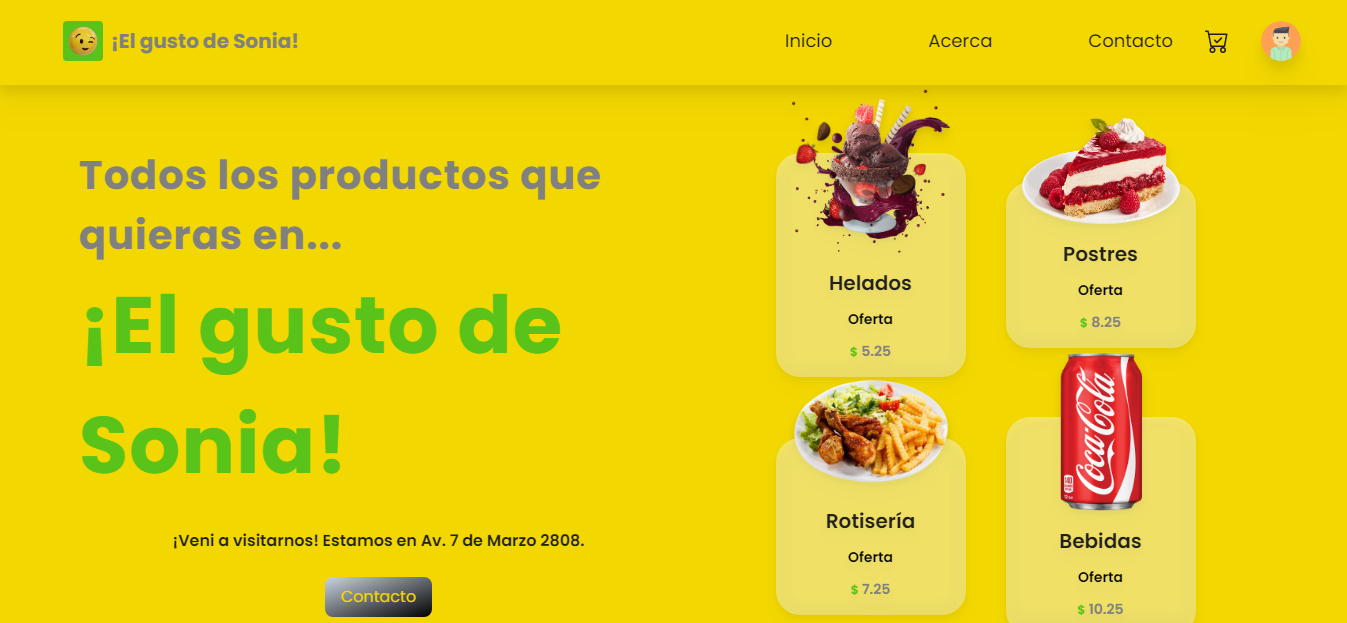 ¡El gusto de Sonia!
Inicio
Acerca
Contacto
Todos los productos que
quieras en...
¡El gusto de
Sonia!
¡Veni a visitarnos! Estamos en Av. 7 de Marzo 2808.
Contacto
Helados
Oferta
$ 5.25
Postres
Oferta
$ 8.25
Rotisería
Oferta
$ 7.25
Coca-Cola
Bebidas
Oferta
$ 10.25